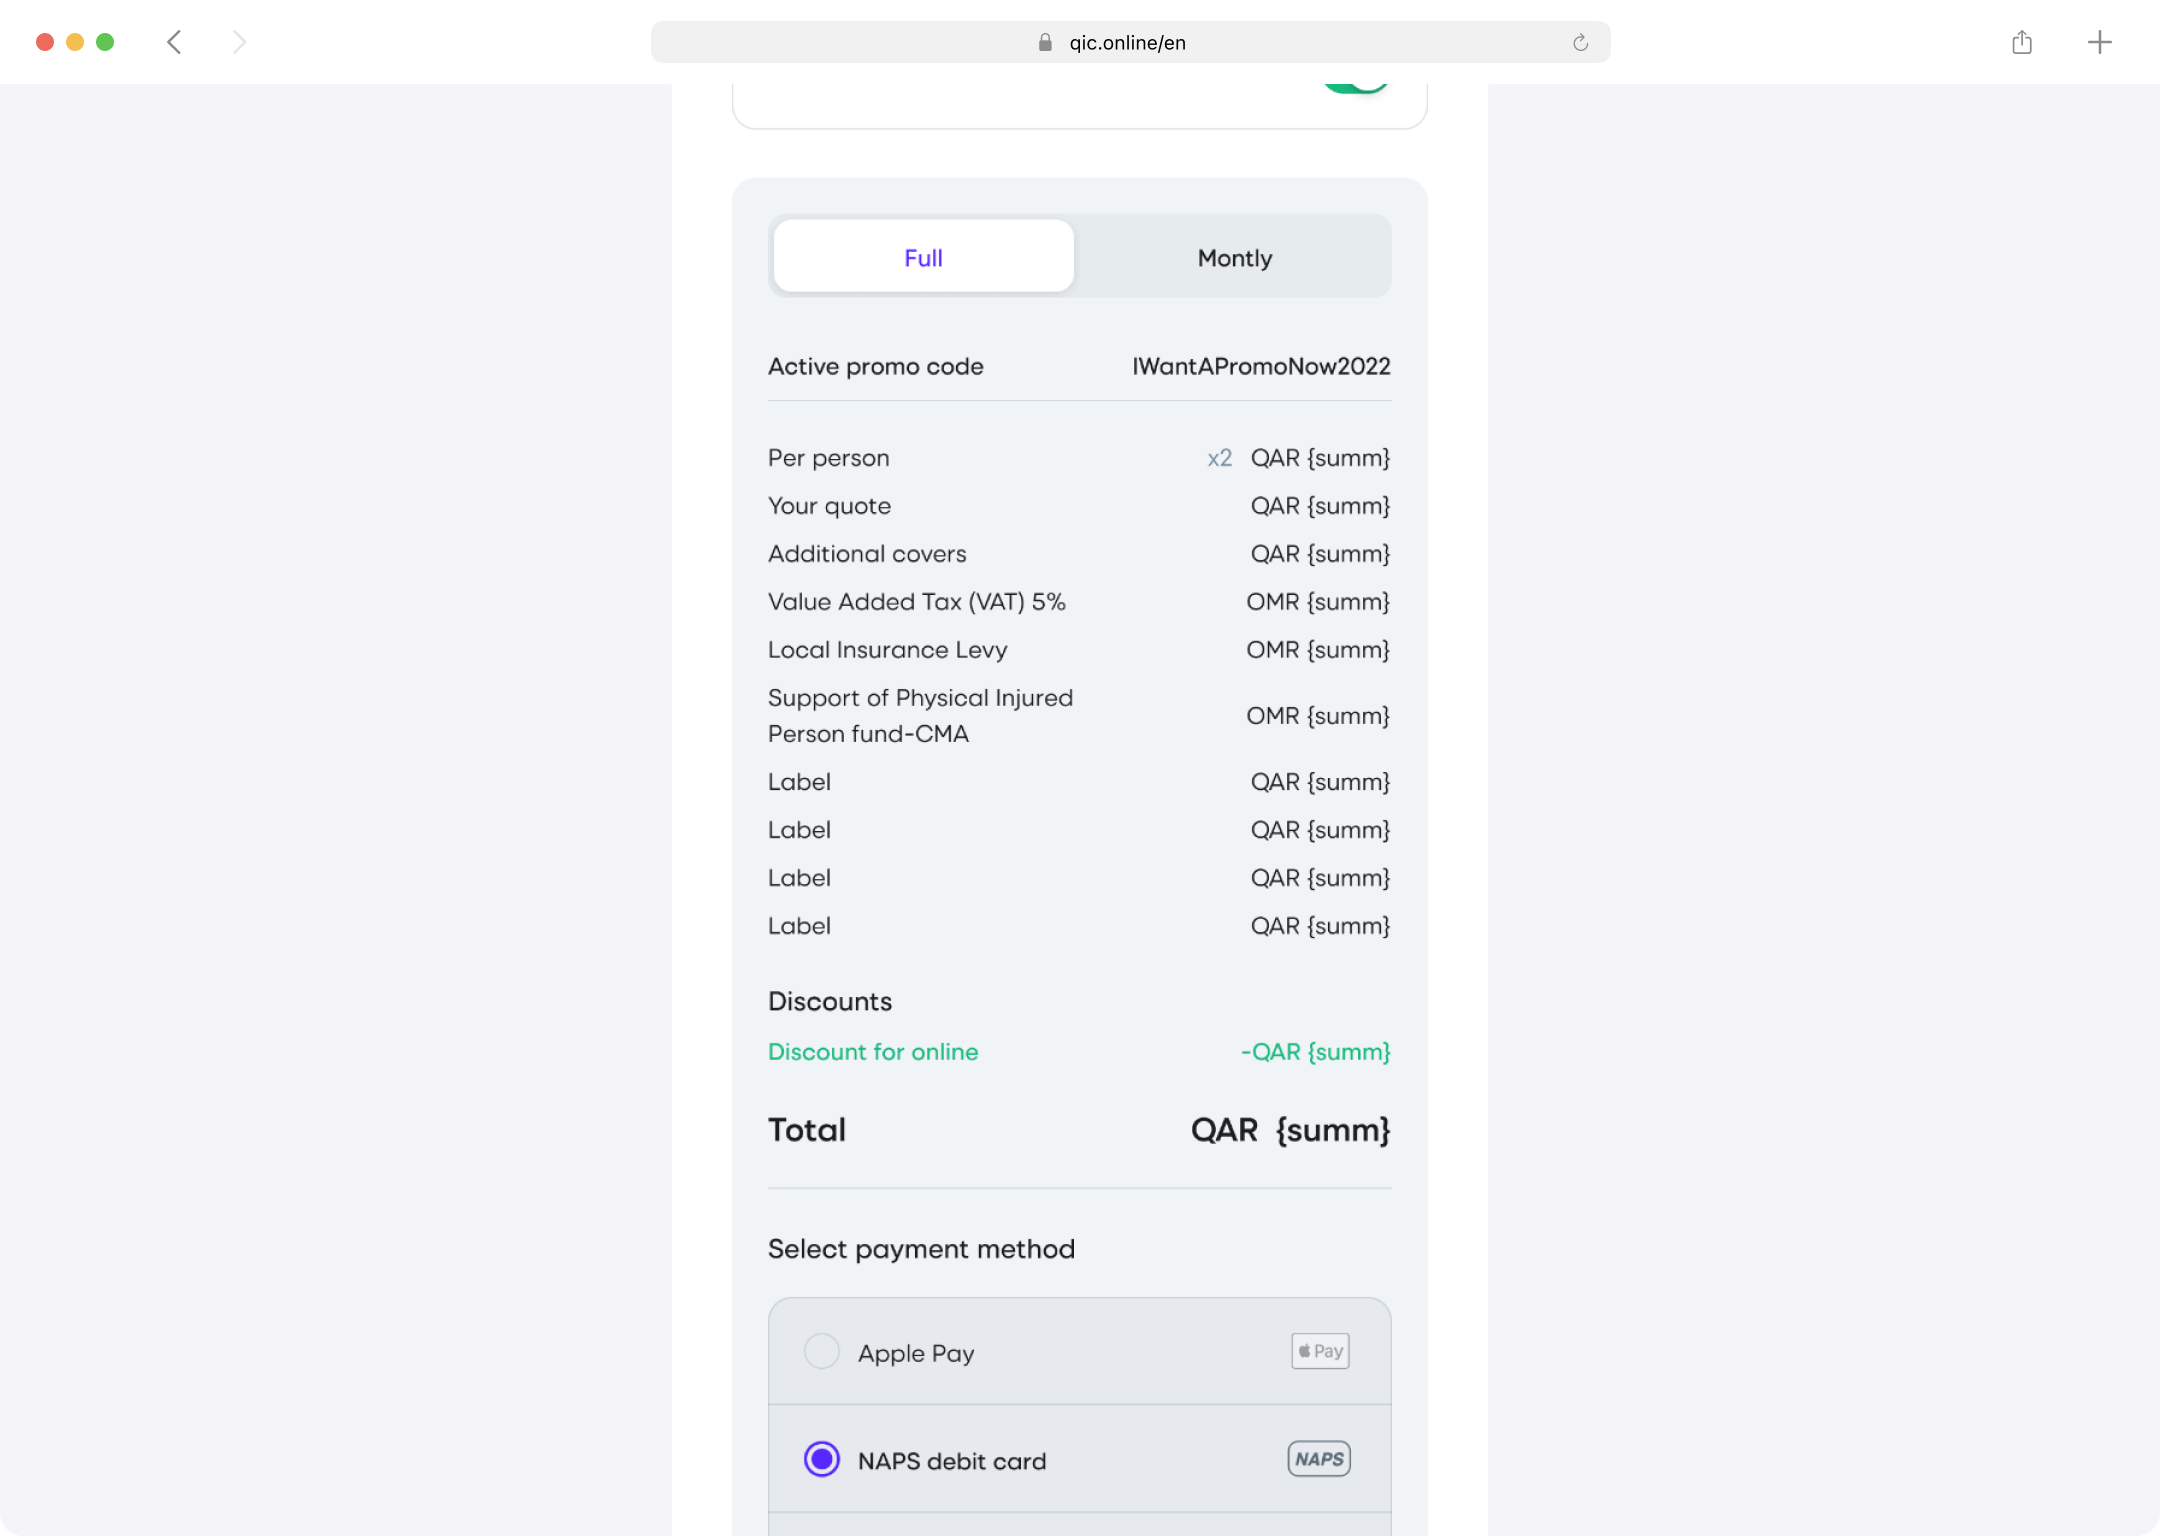 qic.online/en
Full Montly
Active promo code IWantAPromoNow2022
Per person x2 QAR {summ}
Your quote QAR {summ}
Additional covers QAR {summ}
Value Added Tax (VAT) 5% OMR {summ}
Local Insurance Levy OMR {summ}
Support of Physical Injured
Person fund-CMA OMR {summ}
Label QAR {summ}
Label QAR {summ}
Label QAR {summ}
Label QAR {summ}
Discounts
Discount for online -QAR {summ}
Total QAR {summ}
Select payment method
Apple Pay Pay
NAPS debit card NAPS